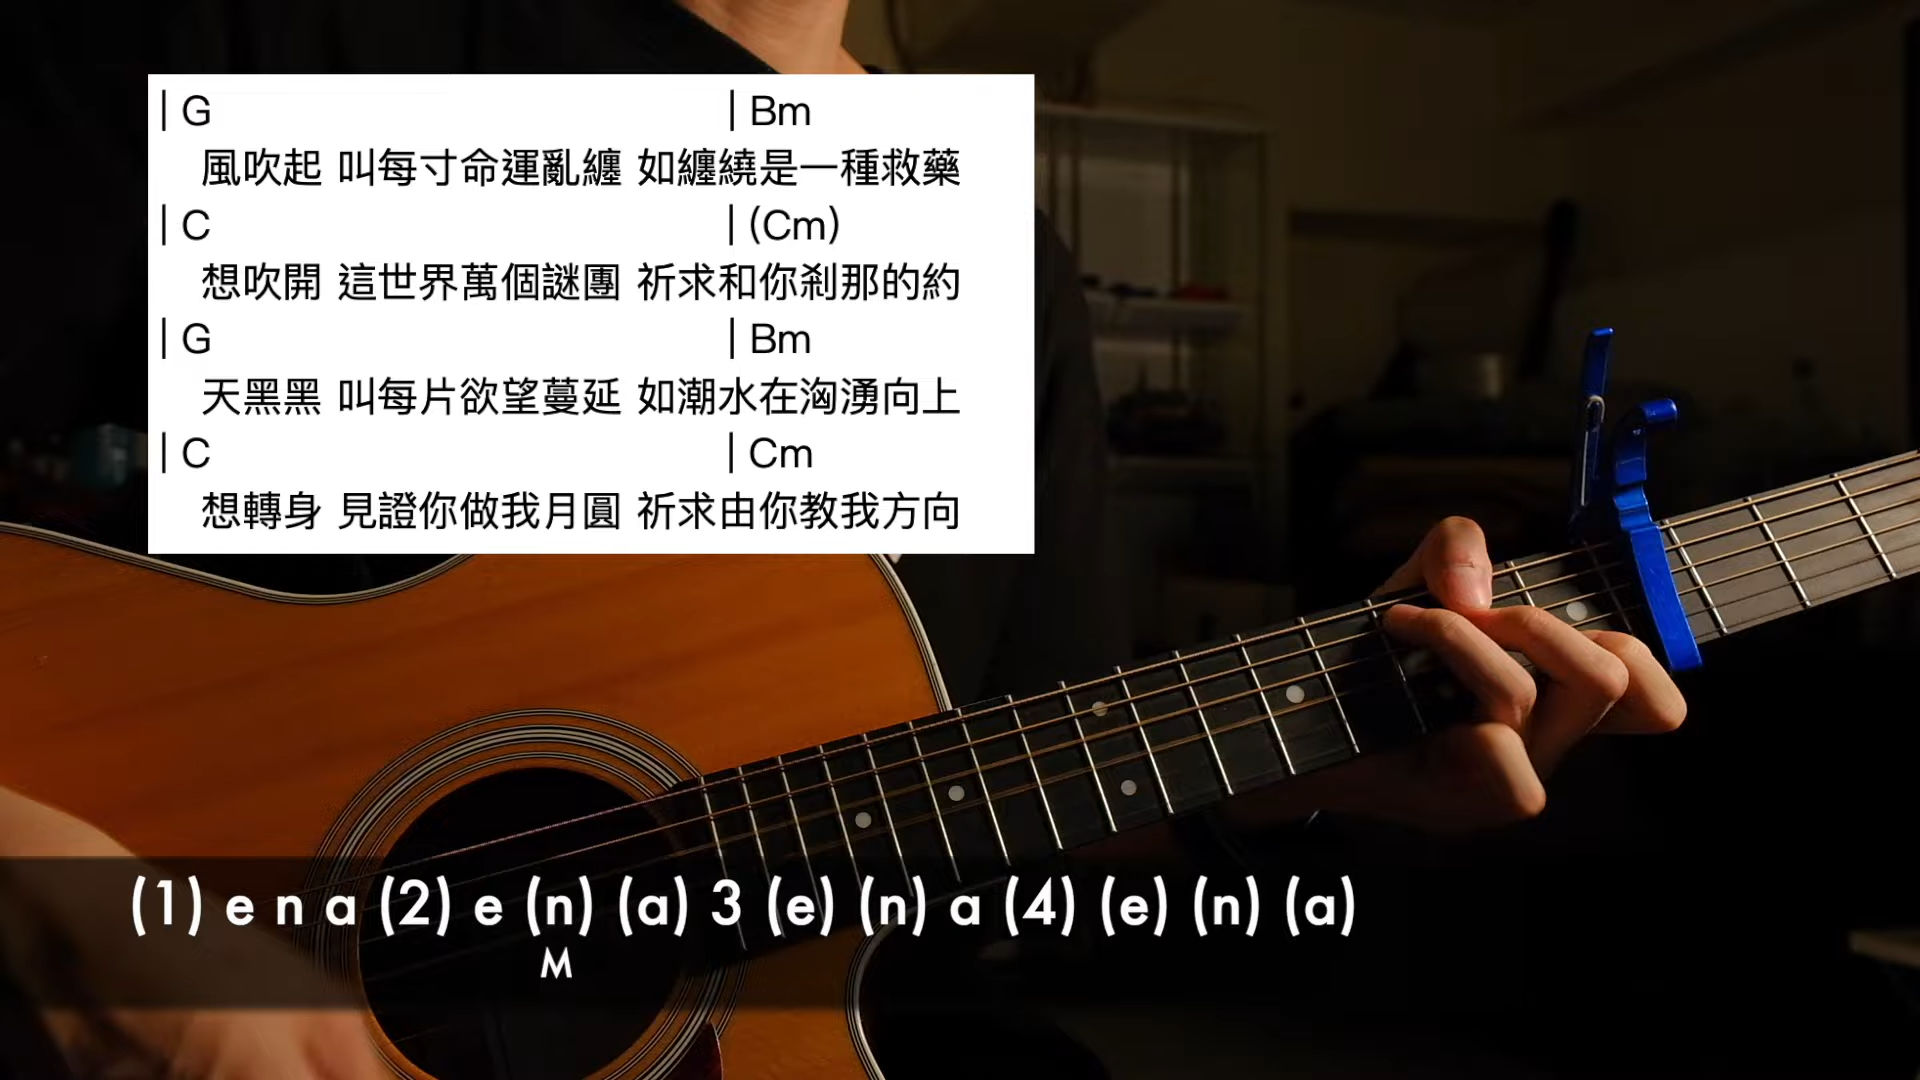 | G | Bm
風吹起 叫每寸命運亂纏 如纏繞是一種救藥
| C | (Cm)
想吹開 這世界萬個謎團 祈求和你剎那的約
| G | Bm
天黑黑 叫每片欲望蔓延 如潮水在洶湧向上
| C | Cm
想轉身 見證你做我月圓 祈求由你教我方向
(1) e n a (2) e (n) (a) 3 (e) (n) a (4) (e) (n) (a)
M